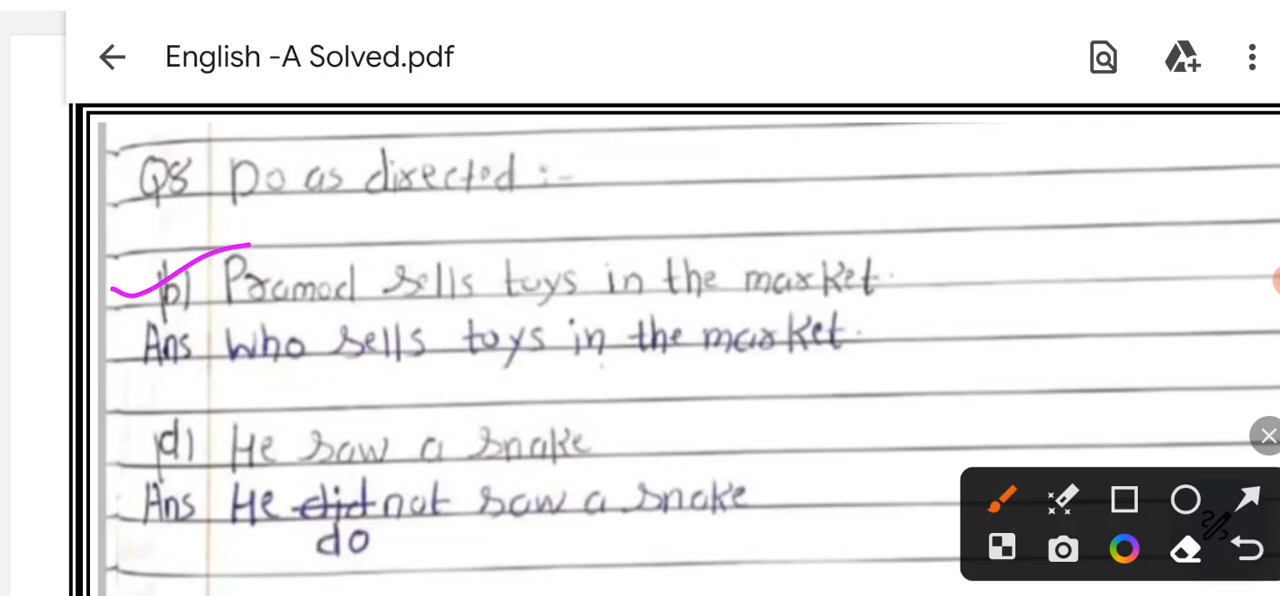 English -A Solved.pdf
Q8 Do as directed :-
b) Pramod sells toys in the market.
Ans Who sells toys in the market.
d) He saw a snake
Ans He did not saw a snake
do